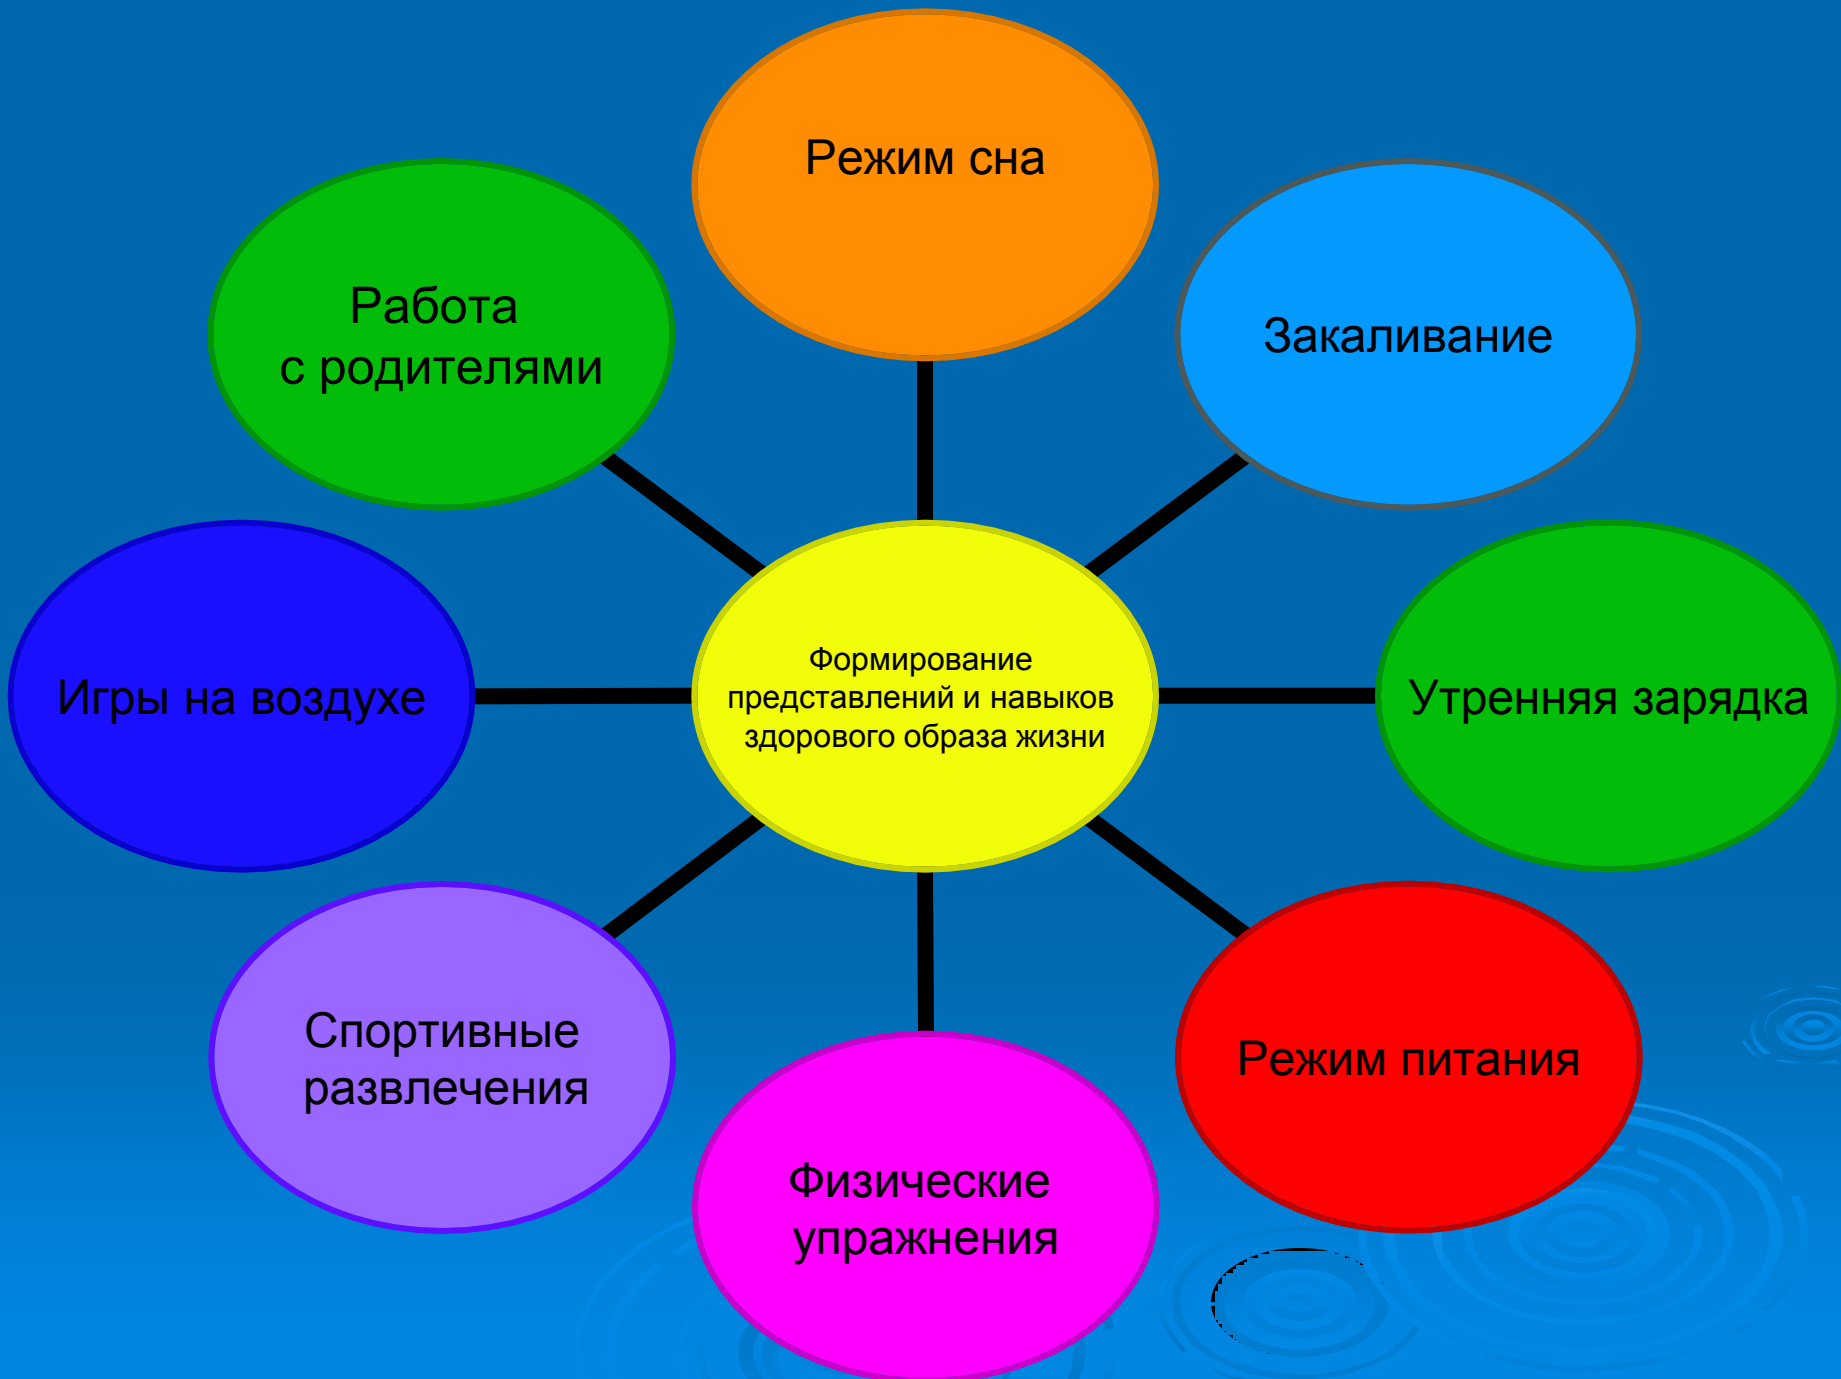 Режим сна
Работа
с родителями
Закаливание
Игры на воздухе
Формирование
представлений и навыков
здорового образа жизни
Утренняя зарядка
Спортивные
развлечения
Режим питания
Физические
упражнения